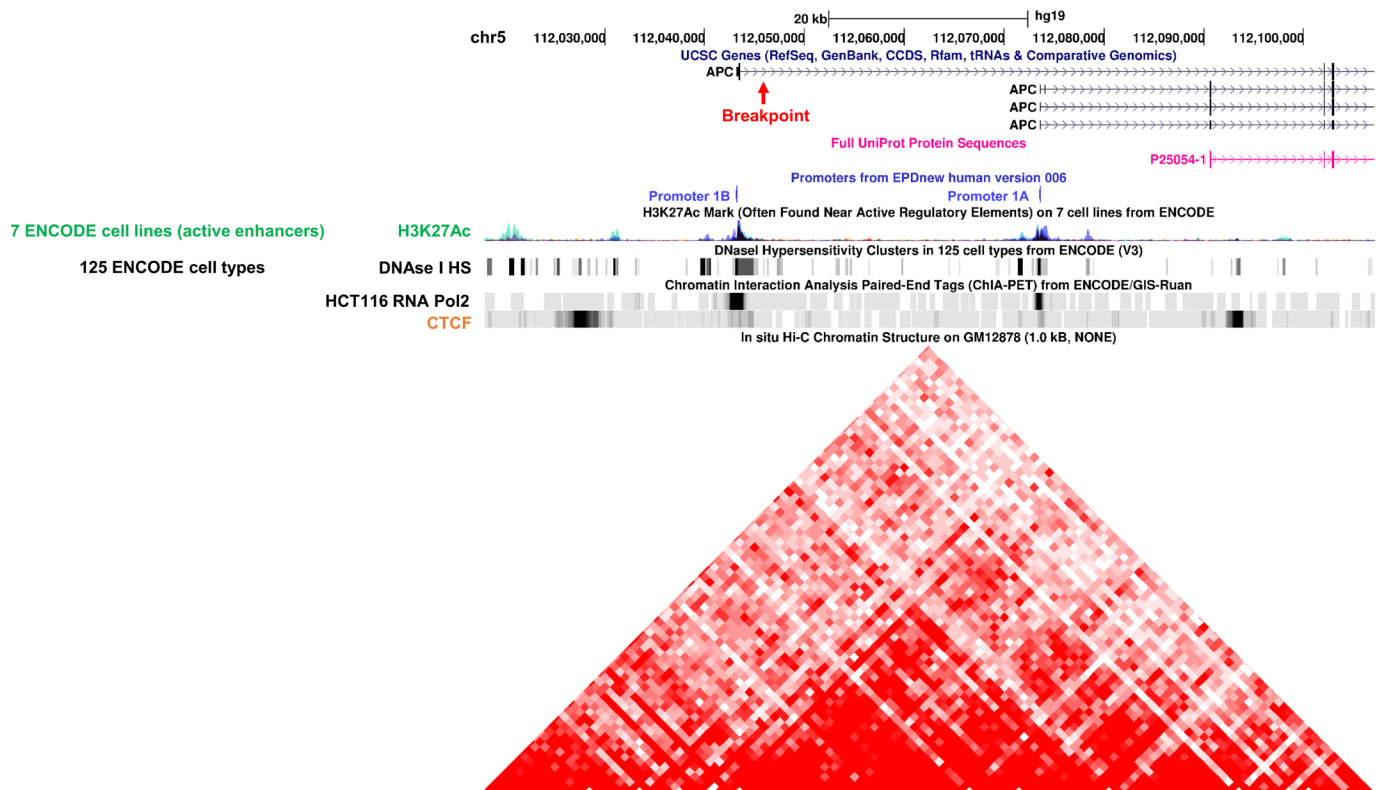 20 kb hg19
chr5 112,030,000 112,040,000 112,050,000 112,060,000 112,070,000 112,080,000 112,090,000 112,100,000
UCSC Genes (RefSeq, GenBank, CCDS, Rfam, tRNAs & Comparative Genomics)
APC
APC
Breakpoint
APC
APC
Full UniProt Protein Sequences
P25054-1
Promoters from EPDnew human version 006
Promoter 1B Promoter 1A
H3K27Ac Mark (Often Found Near Active Regulatory Elements) on 7 cell lines from ENCODE
7 ENCODE cell lines (active enhancers) H3K27Ac
DNaseI Hypersensitivity Clusters in 125 cell types from ENCODE (V3)
125 ENCODE cell types DNAse I HS
Chromatin Interaction Analysis Paired-End Tags (ChIA-PET) from ENCODE/GIS-Ruan
HCT116 RNA Pol2
CTCF
In situ Hi-C Chromatin Structure on GM12878 (1.0 kB, NONE)